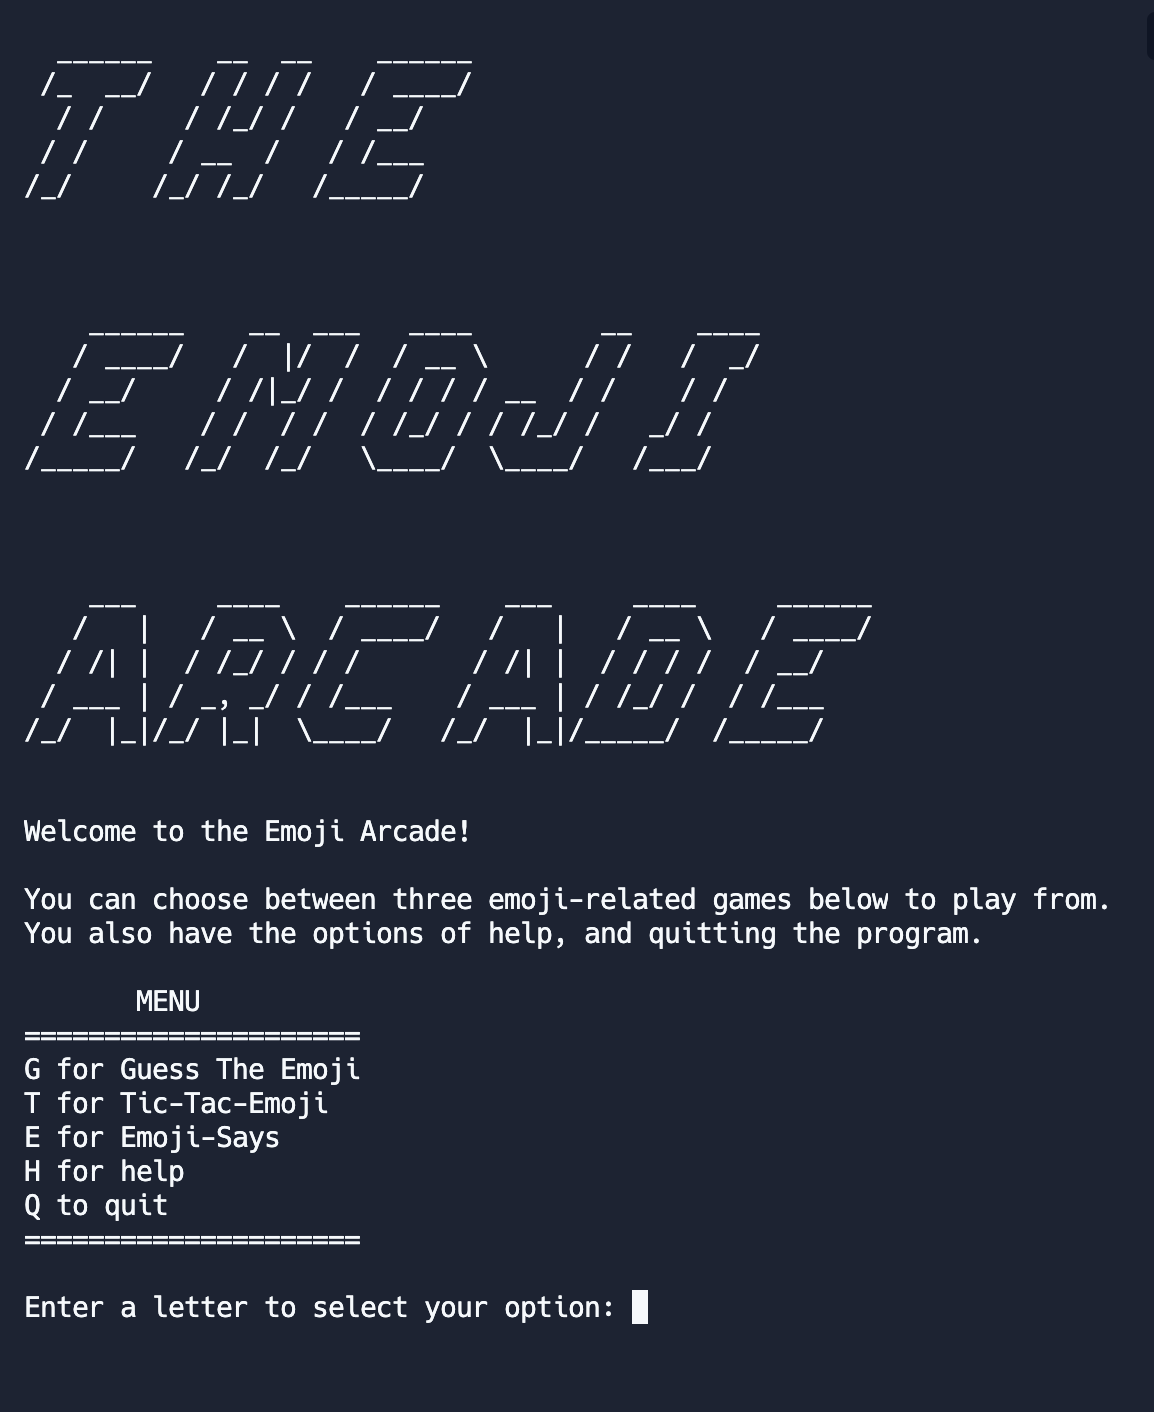 THE
EMOJI
ARCADE
Welcome to the Emoji Arcade!
You can choose between three emoji-related games below to play from.
You also have the options of help, and quitting the program.
MENU
=====================
G for Guess The Emoji
T for Tic-Tac-Emoji
E for Emoji-Says
H for help
Q to quit
=====================
Enter a letter to select your option: